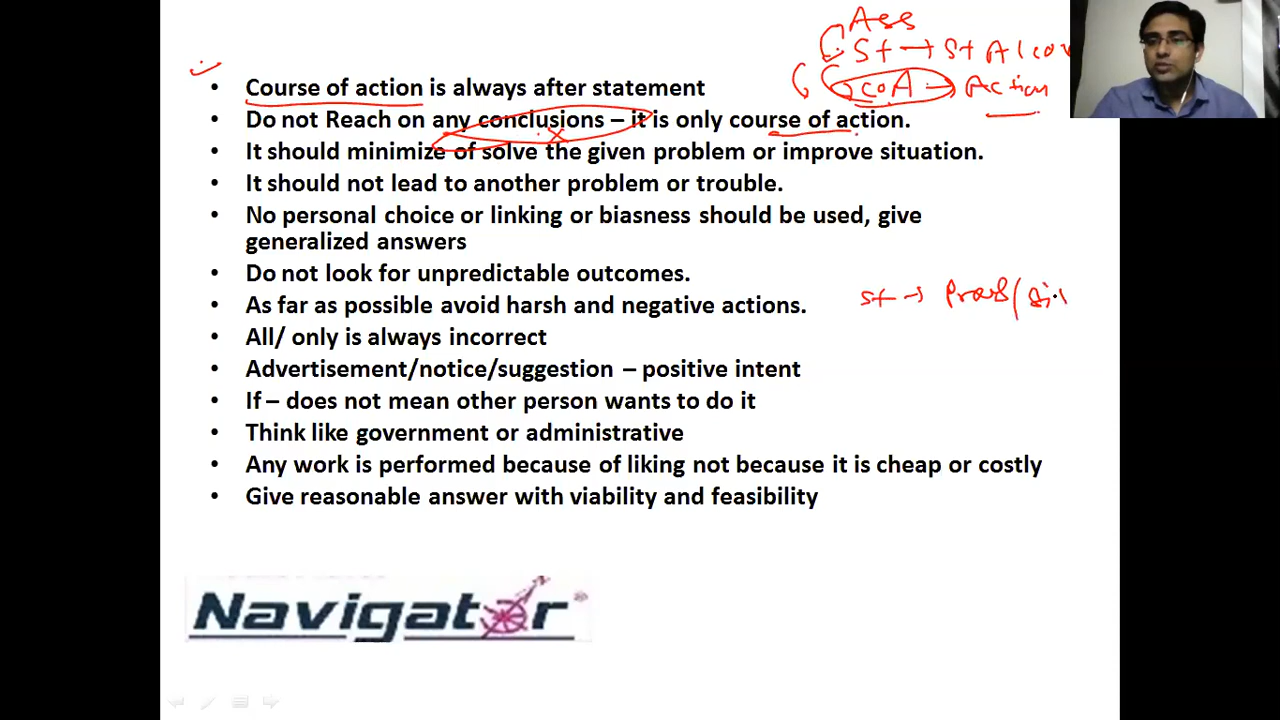 Ass
St → St A
COA → Action
• Course of action is always after statement
• Do not Reach on any conclusions – it is only course of action.
• It should minimize of solve the given problem or improve situation.
• It should not lead to another problem or trouble.
• No personal choice or linking or biasness should be used, give
generalized answers
• Do not look for unpredictable outcomes.
St →
• As far as possible avoid harsh and negative actions.
• All/ only is always incorrect
• Advertisement/notice/suggestion – positive intent
• If – does not mean other person wants to do it
• Think like government or administrative
• Any work is performed because of liking not because it is cheap or costly
• Give reasonable answer with viability and feasibility
Navigator